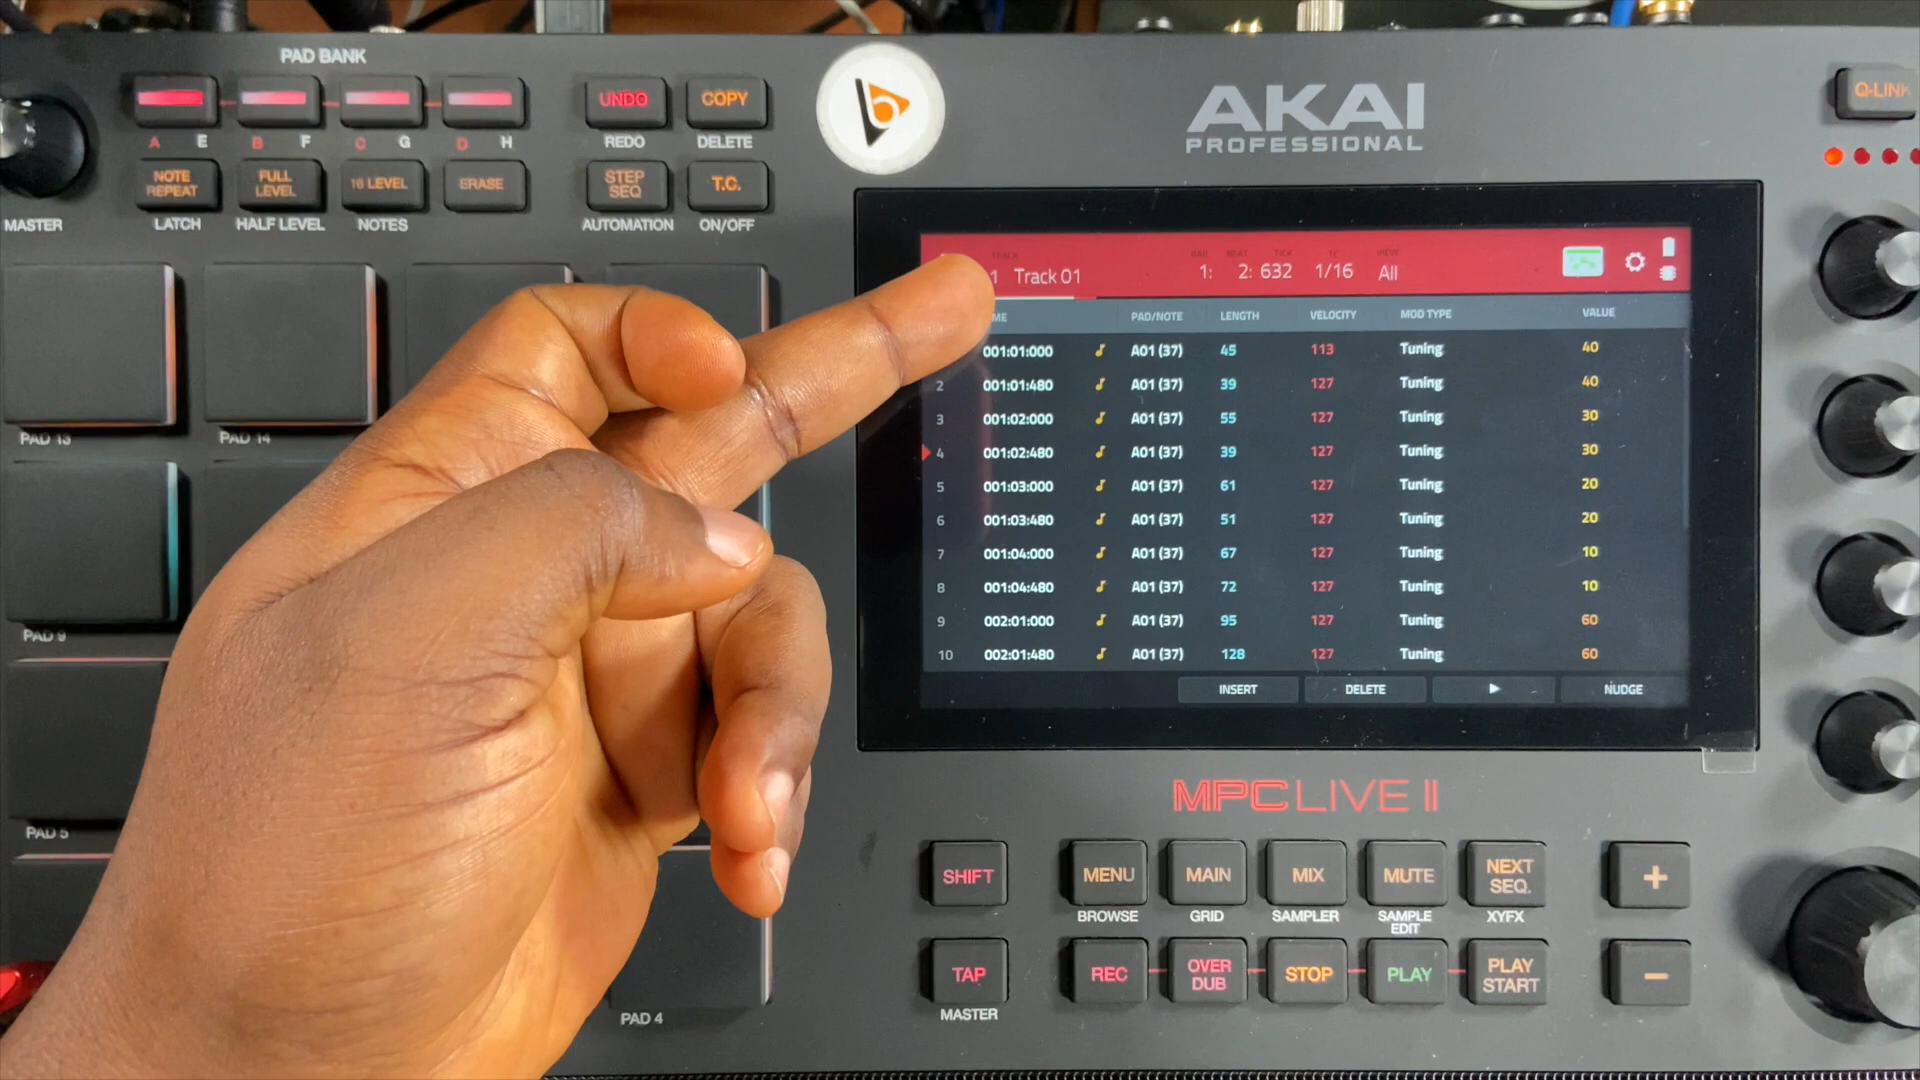 PAD BANK
A E B F C G D H
NOTE REPEAT
FULL LEVEL
16 LEVEL
ERASE
LATCH
HALF LEVEL
NOTES
MASTER
UNDO
COPY
REDO
DELETE
STEP SEQ
T.C.
AUTOMATION
ON/OFF
PAD 13
PAD 14
PAD 9
PAD 5
PAD 4
b
AKAI
PROFESSIONAL
Q-LINK
TRACK BAR BEAT TICK TC VIEW
1 Track 01 1: 2: 632 1/16 All
ME PAD/NOTE LENGTH VELOCITY MOD TYPE VALUE
001:01:000 A01 (37) 45 113 Tuning 40
2 001:01:480 A01 (37) 39 127 Tuning 40
3 001:02:000 A01 (37) 55 127 Tuning 30
4 001:02:480 A01 (37) 39 127 Tuning 30
5 001:03:000 A01 (37) 61 127 Tuning 20
6 001:03:480 A01 (37) 51 127 Tuning 20
7 001:04:000 A01 (37) 67 127 Tuning 10
8 001:04:480 A01 (37) 72 127 Tuning 10
9 002:01:000 A01 (37) 95 127 Tuning 60
10 002:01:480 A01 (37) 128 127 Tuning 60
INSERT DELETE NUDGE
MPC LIVE II
SHIFT
MENU
MAIN
MIX
MUTE
NEXT SEQ.
+
BROWSE
GRID
SAMPLER
SAMPLE EDIT
XYFX
TAP
REC
OVER DUB
STOP
PLAY
PLAY START
−
MASTER